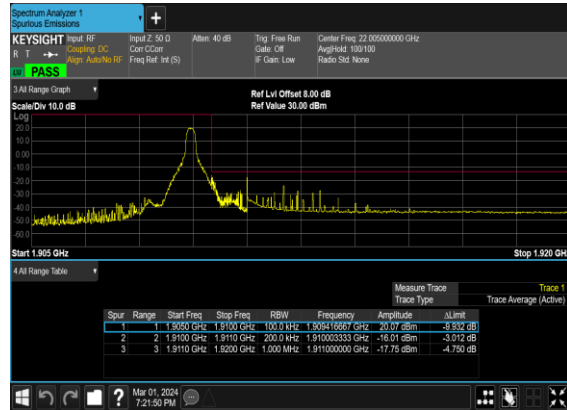 Spectrum Analyzer 1
Spurious Emissions
+
KEYSIGHT
R T
Input: RF
Coupling: DC
Align: Auto/No RF
Input Z: 50 Ω
Corr CCorr
Freq Ref: Int (S)
Atten: 40 dB
Trig: Free Run
Gate: Off
IF Gain: Low
Center Freq: 22.005000000 GHz
Avg|Hold: 100/100
Radio Std: None
PASS
3 All Range Graph
Scale/Div 10.0 dB
Ref Lvl Offset 8.00 dB
Ref Value 30.00 dBm
Log
20.0
10.0
0.00
-10.0
-20.0
-30.0
-40.0
-50.0
-60.0
Start 1.905 GHz
Stop 1.920 GH
4 All Range Table
Measure Trace Trace 1
Trace Type Trace Average (Active)
Spur Range Start Freq Stop Freq RBW Frequency Amplitude ΔLimit
1 1 1.9050 GHz 1.9100 GHz 100.0 kHz 1.909416667 GHz 20.07 dBm -9.932 dB
2 2 1.9100 GHz 1.9110 GHz 200.0 kHz 1.910003333 GHz -16.01 dBm -3.012 dB
3 3 1.9110 GHz 1.9200 GHz 1.000 MHz 1.911000000 GHz -17.75 dBm -4.750 dB
?
Mar 01, 2024
7:21:50 PM